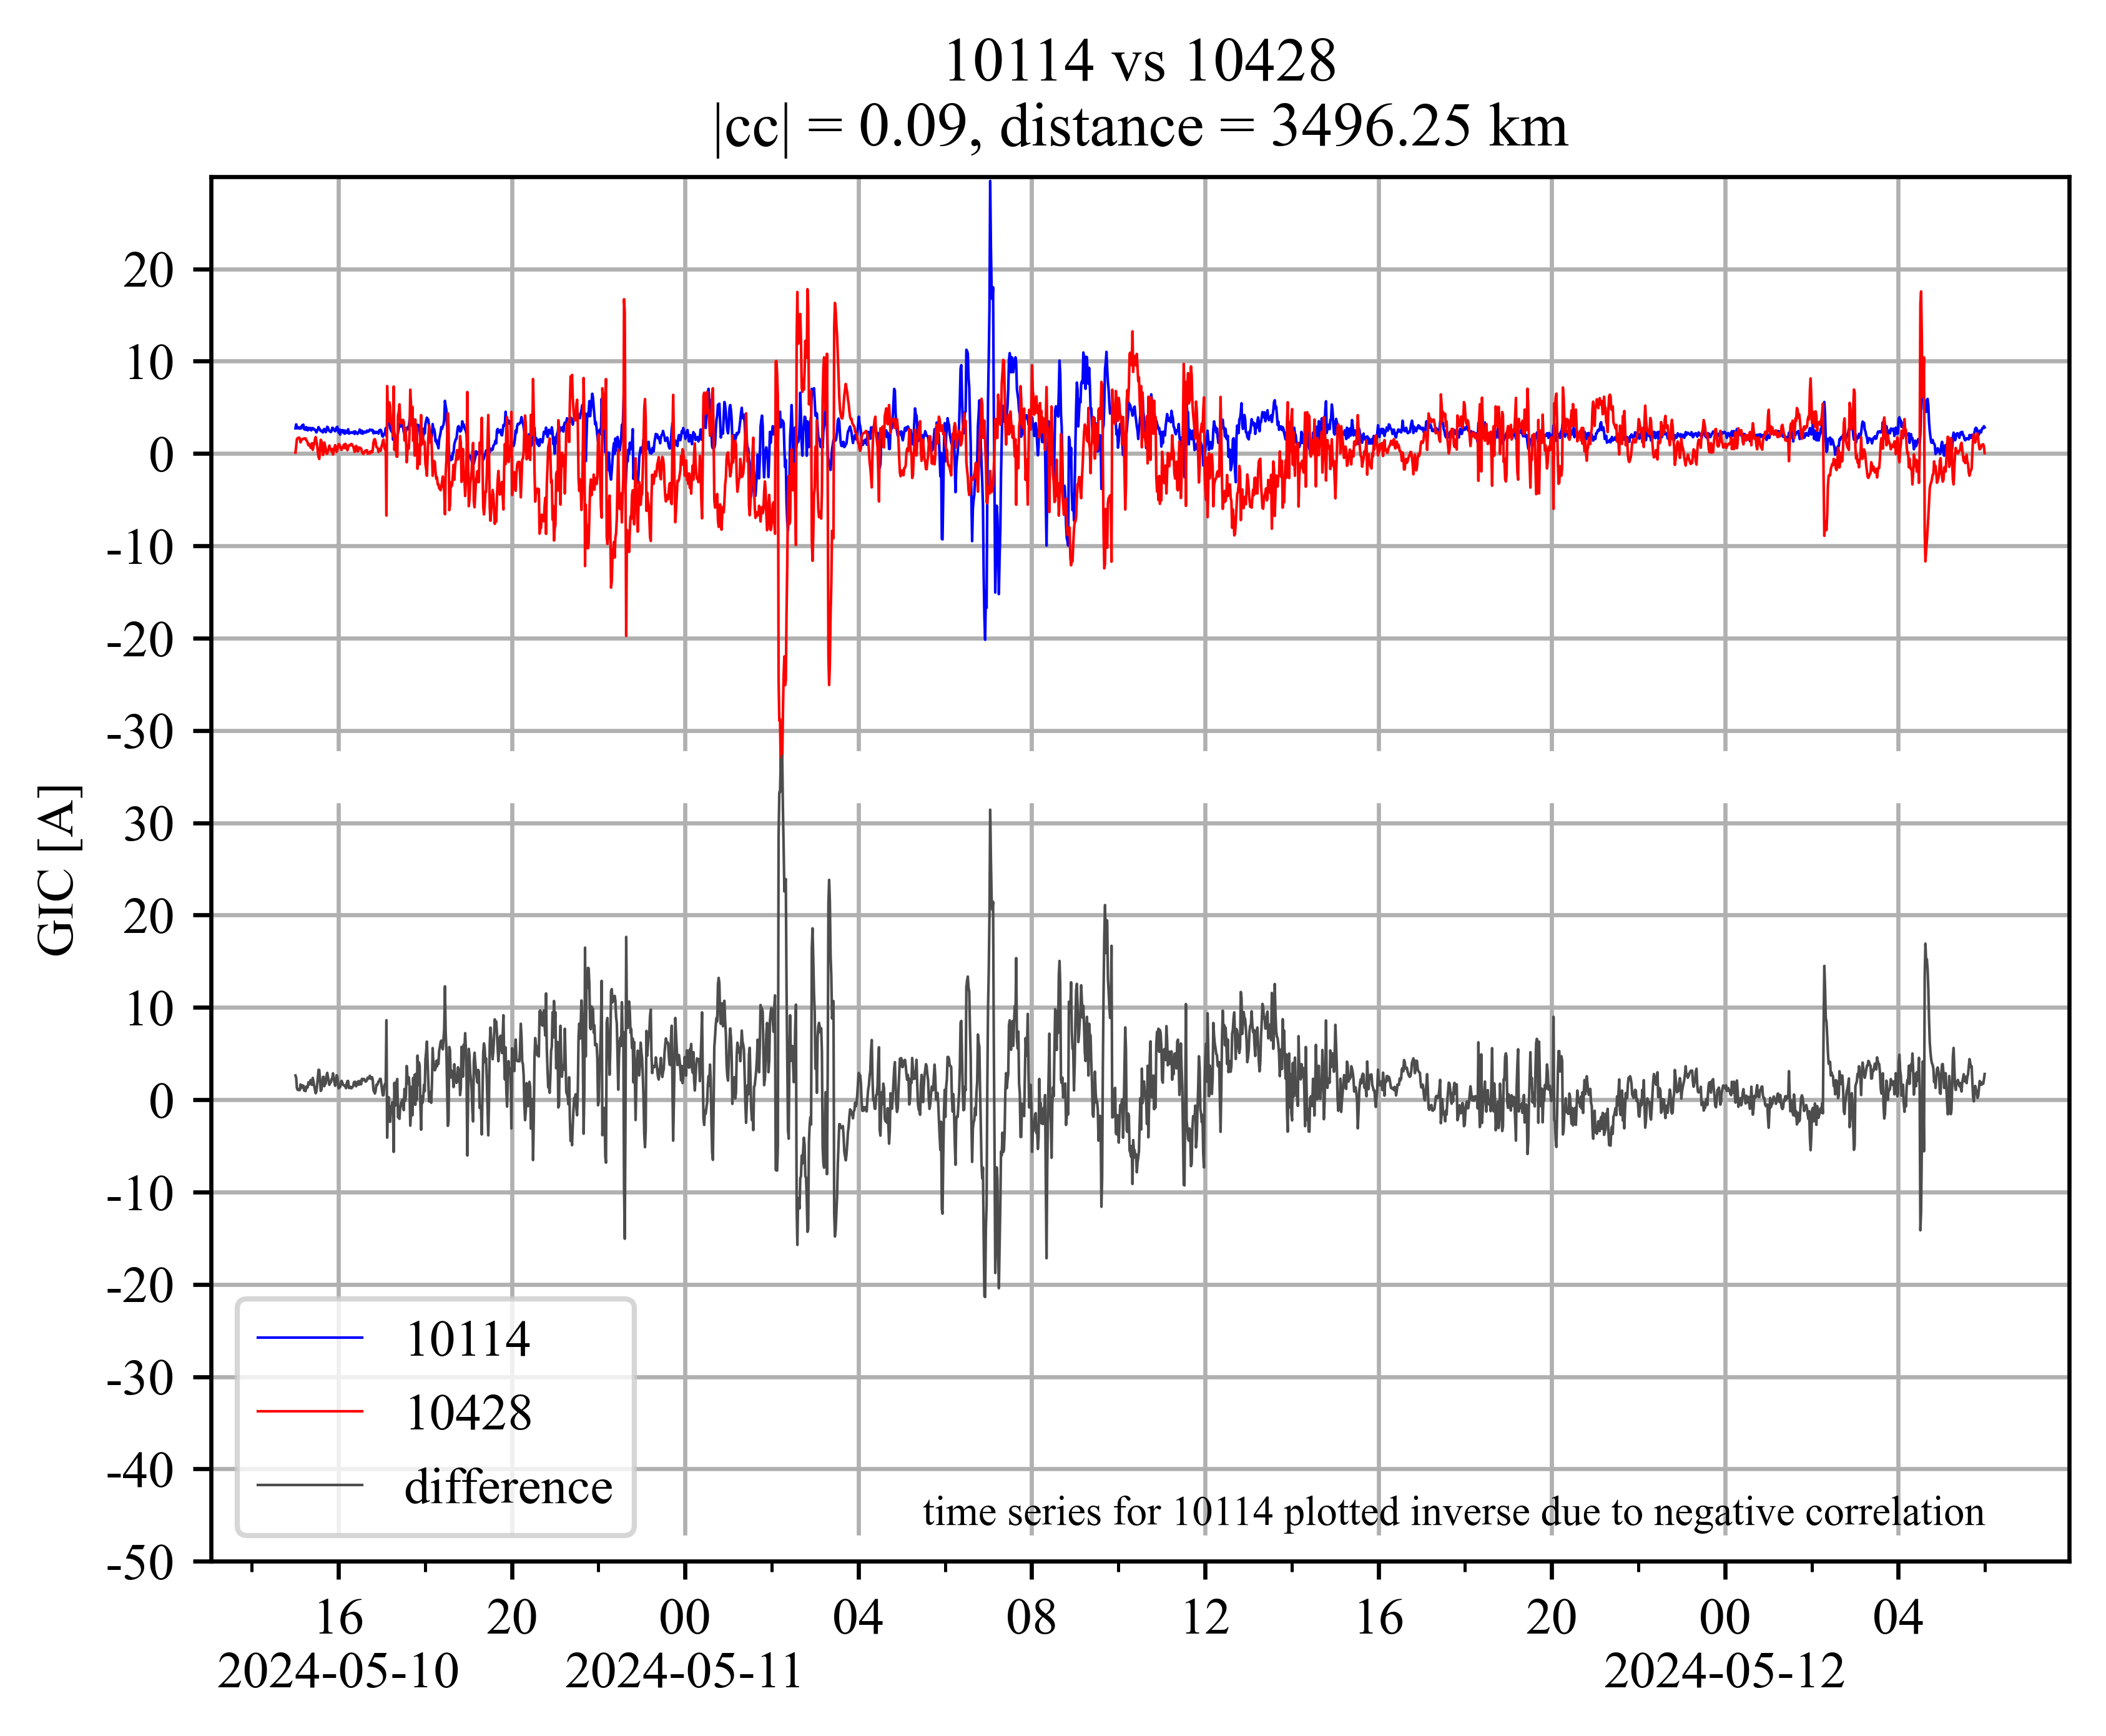 10114 vs 10428
|cc| = 0.09, distance = 3496.25 km
GIC [A]
20
10
0
-10
-20
-30
30
20
10
0
-10
-20
-30
-40
-50
10114
10428
difference
time series for 10114 plotted inverse due to negative correlation
16 20 00 04 08 12 16 20 00 04
2024-05-10 2024-05-11 2024-05-12